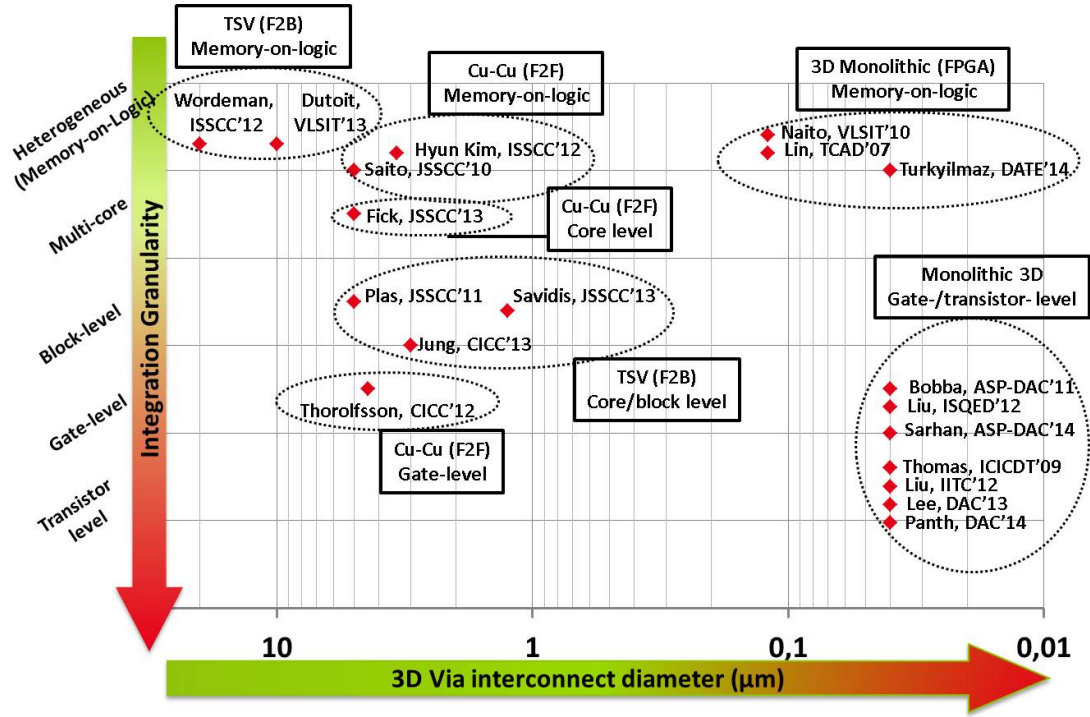 TSV (F2B)
Memory-on-logic
Cu-Cu (F2F)
Memory-on-logic
3D Monolithic (FPGA)
Memory-on-logic
Heterogeneous
(Memory-on-Logic)
Wordeman,
ISSCC'12
Dutoit,
VLSIT'13
Hyun Kim, ISSCC'12
Saito, JSSCC'10
Naito, VLSIT'10
Lin, TCAD'07
Turkyilmaz, DATE'14
Multi-core
Fick, JSSCC'13
Cu-Cu (F2F)
Core level
Monolithic 3D
Gate-/transistor- level
Block-level
Plas, JSSCC'11
Savidis, JSSCC'13
Jung, CICC'13
TSV (F2B)
Core/block level
Gate-level
Thorolfsson, CICC'12
Cu-Cu (F2F)
Gate-level
Bobba, ASP-DAC'11
Liu, ISQED'12
Sarhan, ASP-DAC'14
Thomas, ICICDT'09
Liu, IITC'12
Lee, DAC'13
Panth, DAC'14
Transistor
level
Integration Granularity
10
1
0,1
0,01
3D Via interconnect diameter (μm)